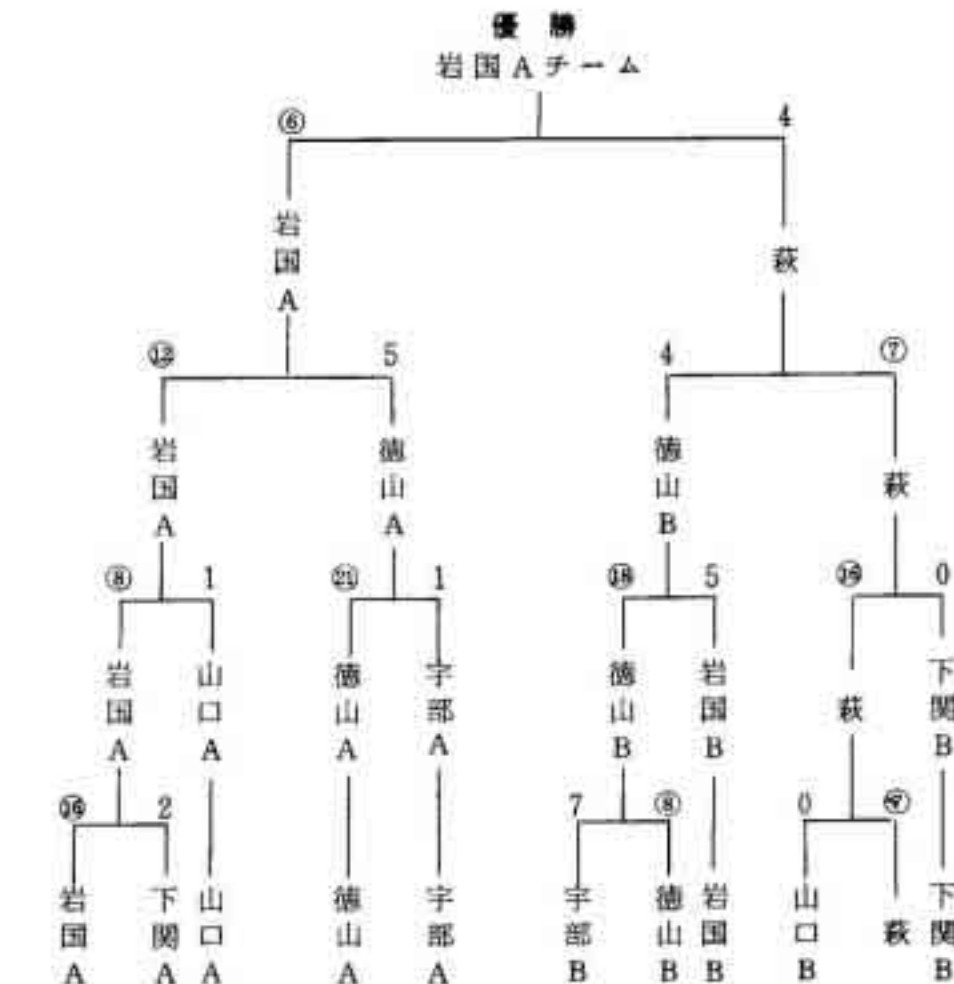 優勝
岩国Aチーム
⑥ 4
岩国A 萩
5 4 ⑦
岩国A 徳山A 徳山B 萩
⑧ 1 ㉑ 1 ⑱ 5 0
岩国A 山口A 徳山A 宇部A 徳山B 岩国B 萩 下関B
2 7 ⑧ 0
岩国A 下関A 山口A 徳山A 宇部A 宇部B 徳山B 岩国B 山口B 萩 下関B